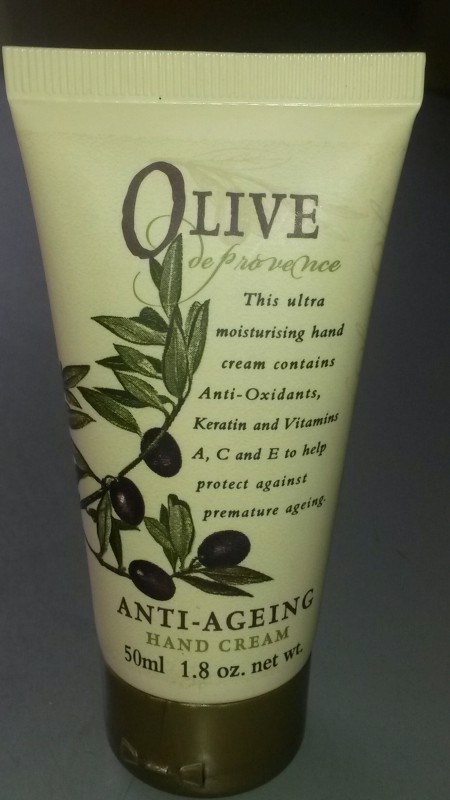 OLIVE
de provence
This ultra
moisturising hand
cream contains
Anti-Oxidants,
Keratin and Vitamins
A, C and E to help
protect against
premature ageing.
ANTI-AGEING
HAND CREAM
50ml 1.8 oz. net wt.